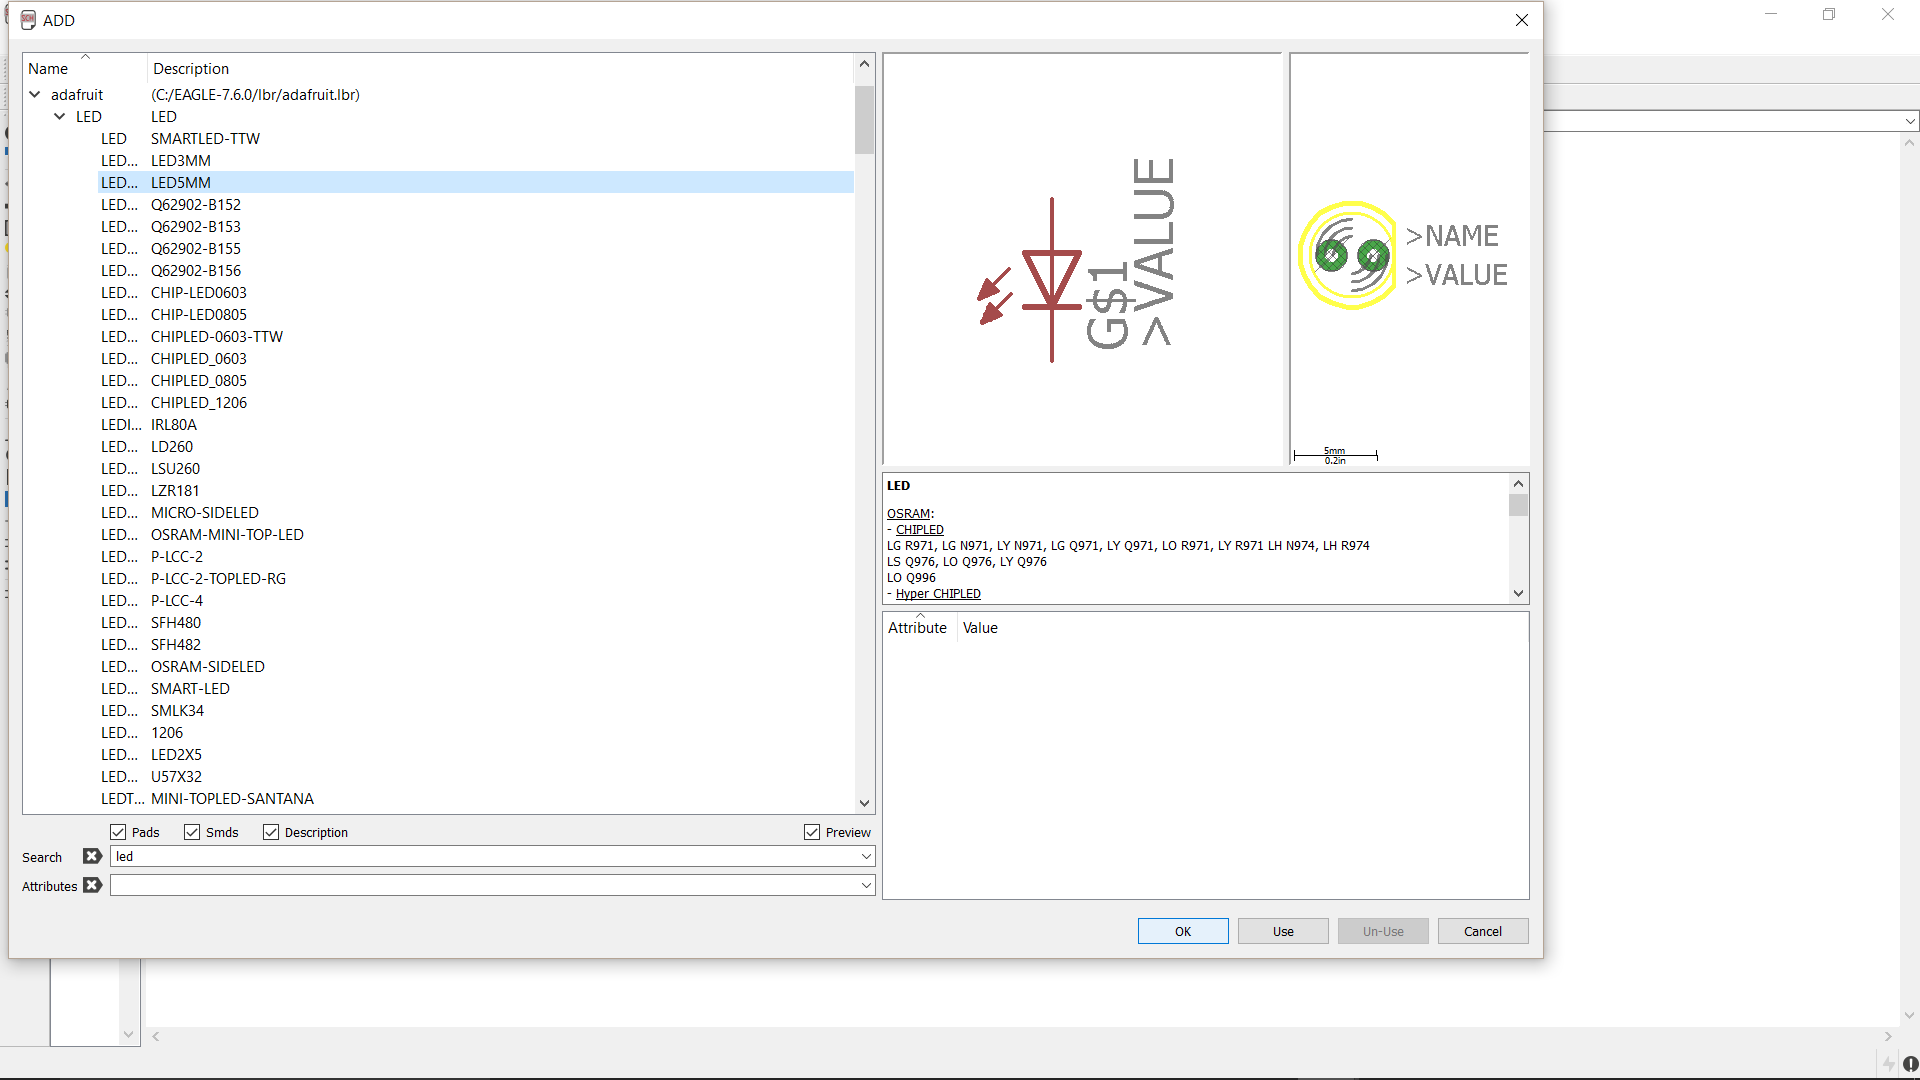 ADD
Name Description
adafruit (C:/EAGLE-7.6.0/lbr/adafruit.lbr)
LED LED
LED SMARTLED-TTW
LED... LED3MM
LED... LED5MM
LED... Q62902-B152
LED... Q62902-B153
LED... Q62902-B155
LED... Q62902-B156
LED... CHIP-LED0603
LED... CHIP-LED0805
LED... CHIPLED-0603-TTW
LED... CHIPLED_0603
LED... CHIPLED_0805
LED... CHIPLED_1206
LEDI... IRL80A
LED... LD260
LED... LSU260
LED... LZR181
LED... MICRO-SIDELED
LED... OSRAM-MINI-TOP-LED
LED... P-LCC-2
LED... P-LCC-2-TOPLED-RG
LED... P-LCC-4
LED... SFH480
LED... SFH482
LED... OSRAM-SIDELED
LED... SMART-LED
LED... SMLK34
LED... 1206
LED... LED2X5
LED... U57X32
LEDT... MINI-TOPLED-SANTANA
Pads Smds Description Preview
Search led
Attributes
G$1
>VALUE
>NAME
>VALUE
5mm
0.2in
LED
OSRAM:
- CHIPLED
LG R971, LG N971, LY N971, LG Q971, LY Q971, LO R971, LY R971 LH N974, LH R974
LS Q976, LO Q976, LY Q976
LO Q996
- Hyper CHIPLED
Attribute Value
OK Use Un-Use Cancel